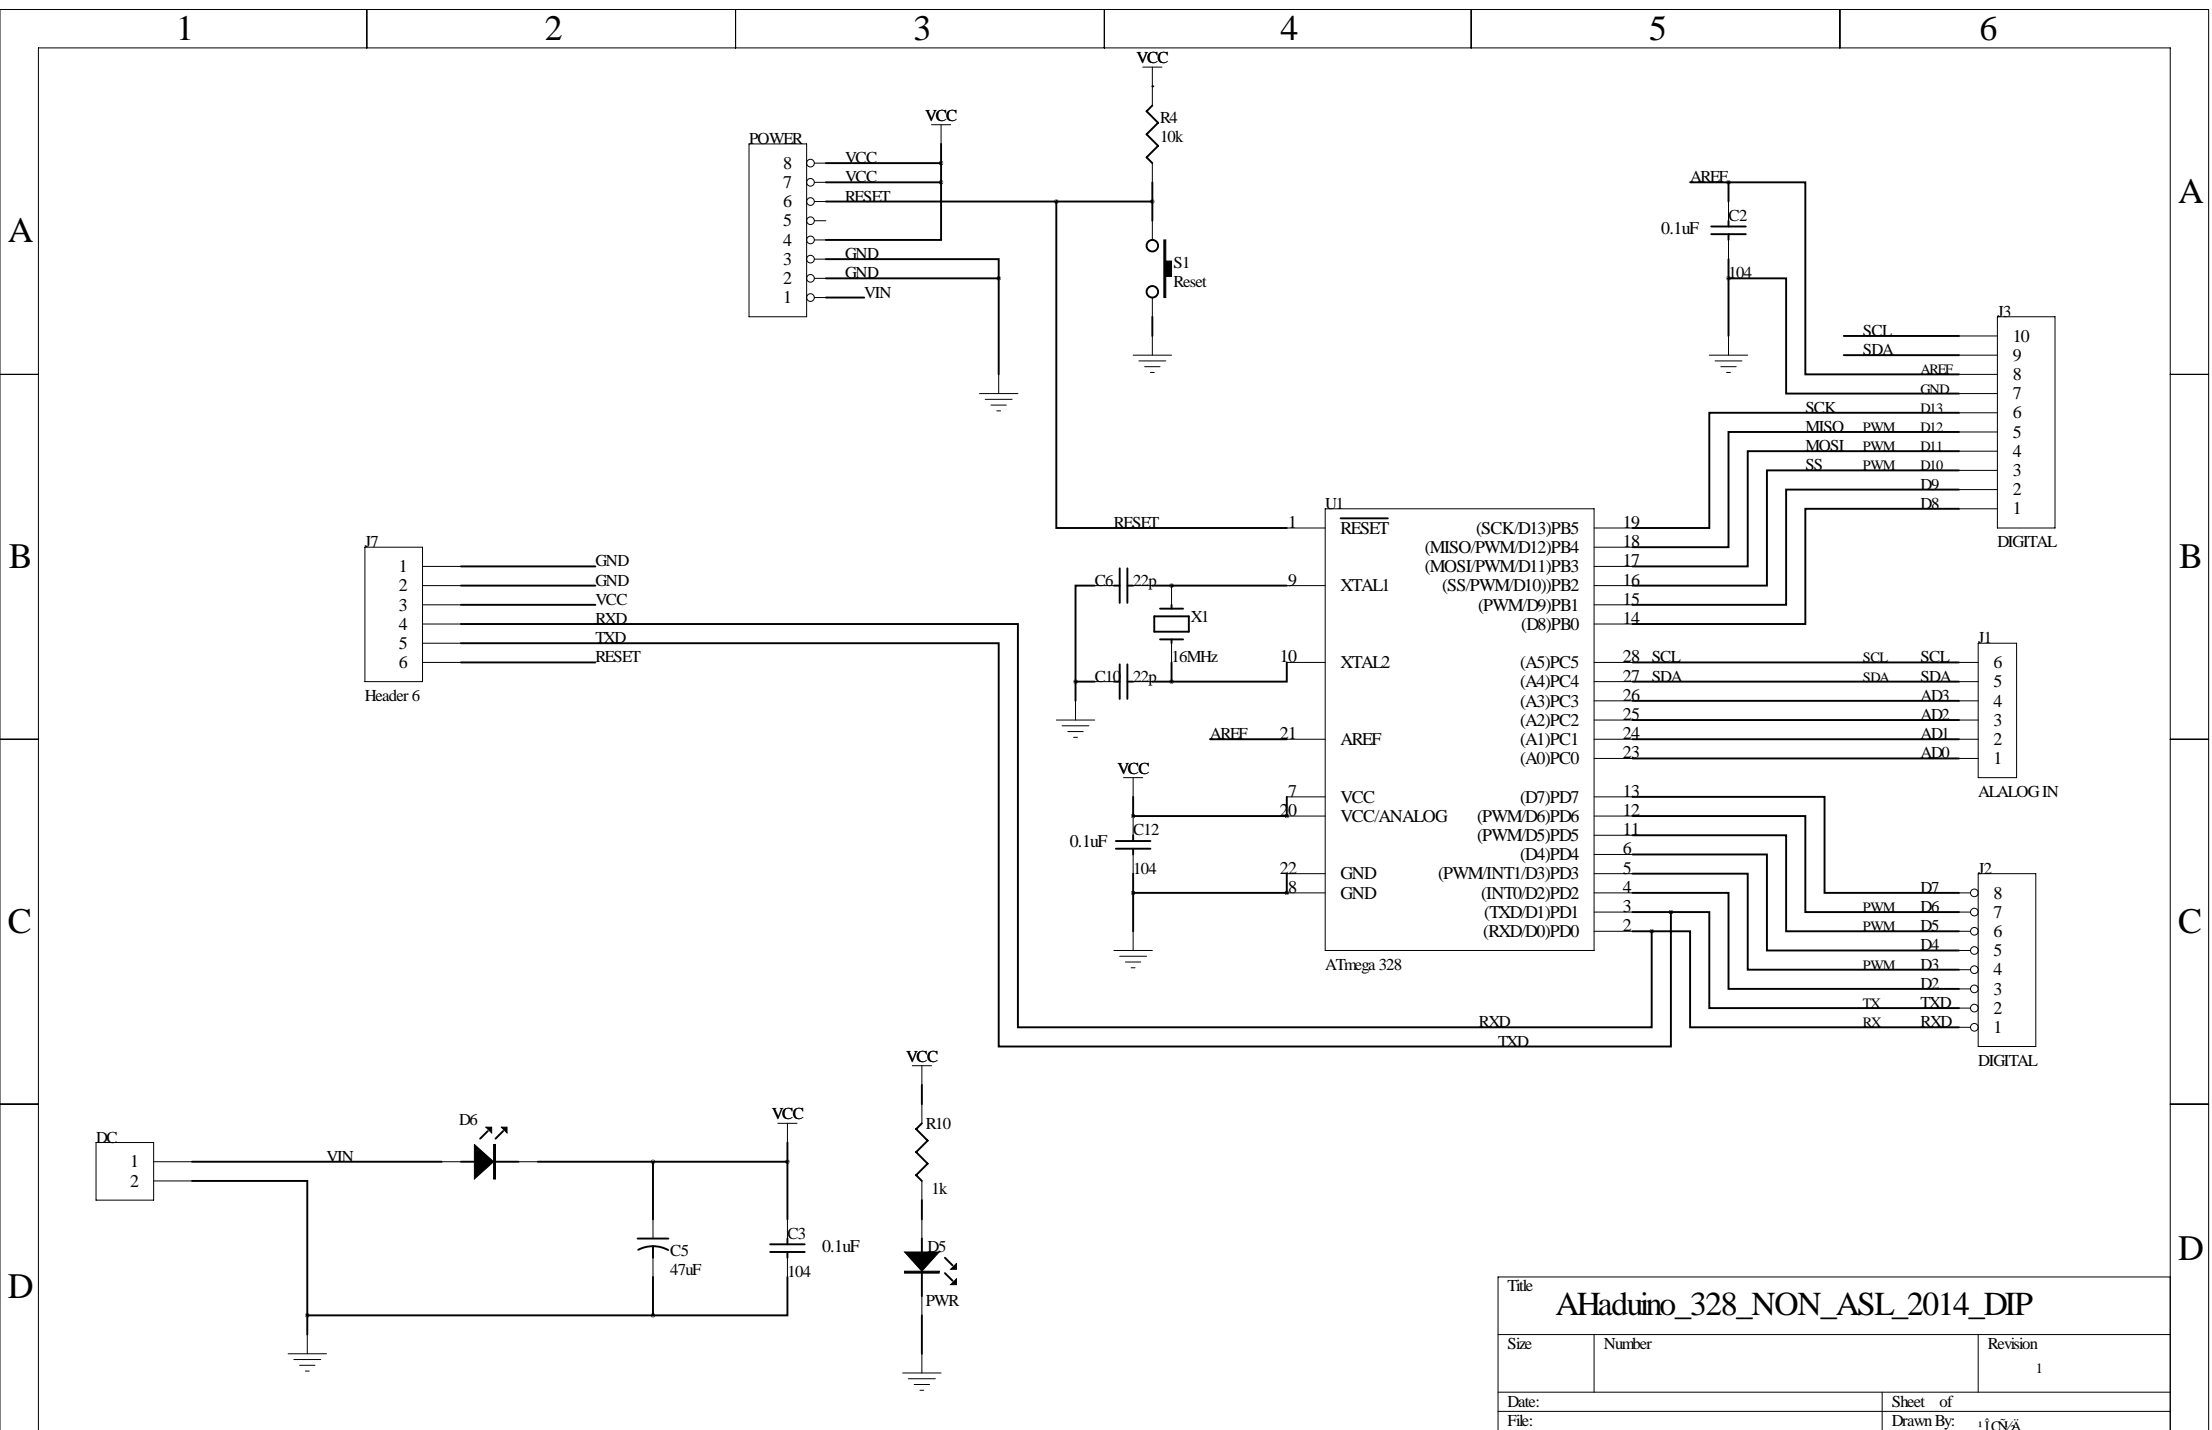 1 2 3 4 5 6
A
B
C
D
A
B
C
D
POWER
VCC
8 VCC
7 VCC
6 RESET
5
4
3 GND
2 GND
1 VIN
VCC
R4
10k
S1
Reset
AREF
C2
0.1uF
104
J3
SCL 10
SDA 9
AREF 8
GND 7
SCK D13 6
MISO PWM D12 5
MOSI PWM D11 4
SS PWM D10 3
D9 2
D8 1
DIGITAL
J7
1 GND
2 GND
3 VCC
4 RXD
5 TXD
6 RESET
Header 6
U1
RESET 1 RESET
C6 22p 9 XTAL1
X1
16MHz
C10 22p 10 XTAL2
AREF 21 AREF
VCC
7 VCC
20 VCC/ANALOG
C12
0.1uF
104
22 GND
8 GND
(SCK/D13)PB5 19
(MISO/PWM/D12)PB4 18
(MOSI/PWM/D11)PB3 17
(SS/PWM/D10))PB2 16
(PWM/D9)PB1 15
(D8)PB0 14
(A5)PC5 28 SCL
(A4)PC4 27 SDA
(A3)PC3 26
(A2)PC2 25
(A1)PC1 24
(A0)PC0 23
(D7)PD7 13
(PWM/D6)PD6 12
(PWM/D5)PD5 11
(D4)PD4 6
(PWM/INT1/D3)PD3 5
(INT0/D2)PD2 4
(TXD/D1)PD1 3
(RXD/D0)PD0 2
ATmega 328
J1
SCL SCL 6
SDA SDA 5
AD3 4
AD2 3
AD1 2
AD0 1
ALALOG IN
J2
D7 8
PWM D6 7
PWM D5 6
D4 5
PWM D3 4
D2 3
TX TXD 2
RX RXD 1
DIGITAL
RXD
TXD
DC
1 VIN
2
D6
VCC
C5
47uF
C3
0.1uF
104
VCC
R10
1k
D5
PWR
Title
AHaduino_328_NON_ASL_2014_DIP
Size Number Revision
1
Date: Sheet of
File: Drawn By: